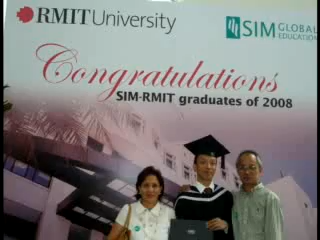 RMIT University
SIM GLOBAL
EDUCATION
Congratulations
SIM-RMIT graduates of 2008